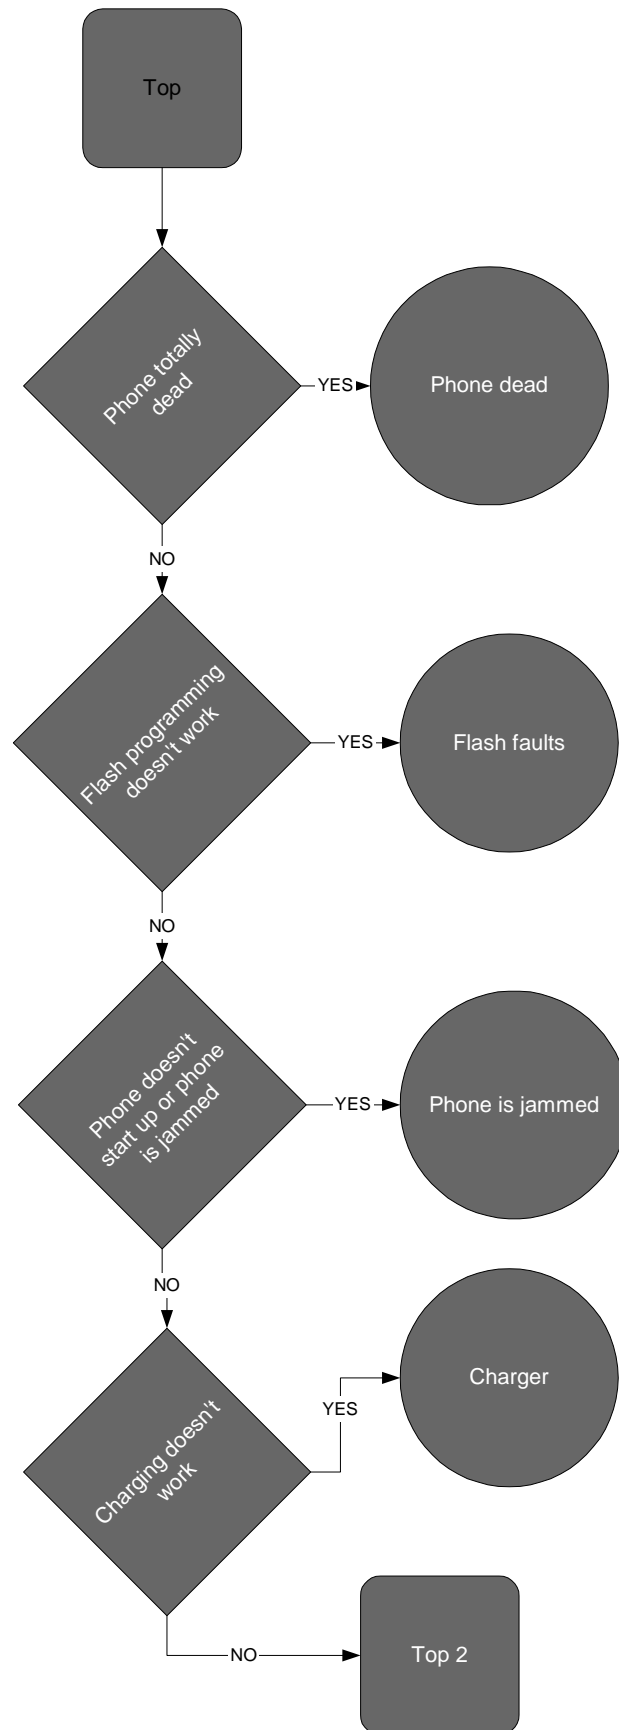 Top
Phone totally
dead
YES
Phone dead
NO
Flash programming
doesn't work
YES
Flash faults
NO
Phone doesn't
start up or phone
is jammed
YES
Phone is jammed
NO
Charging doesn't
work
YES
Charger
NO
Top 2